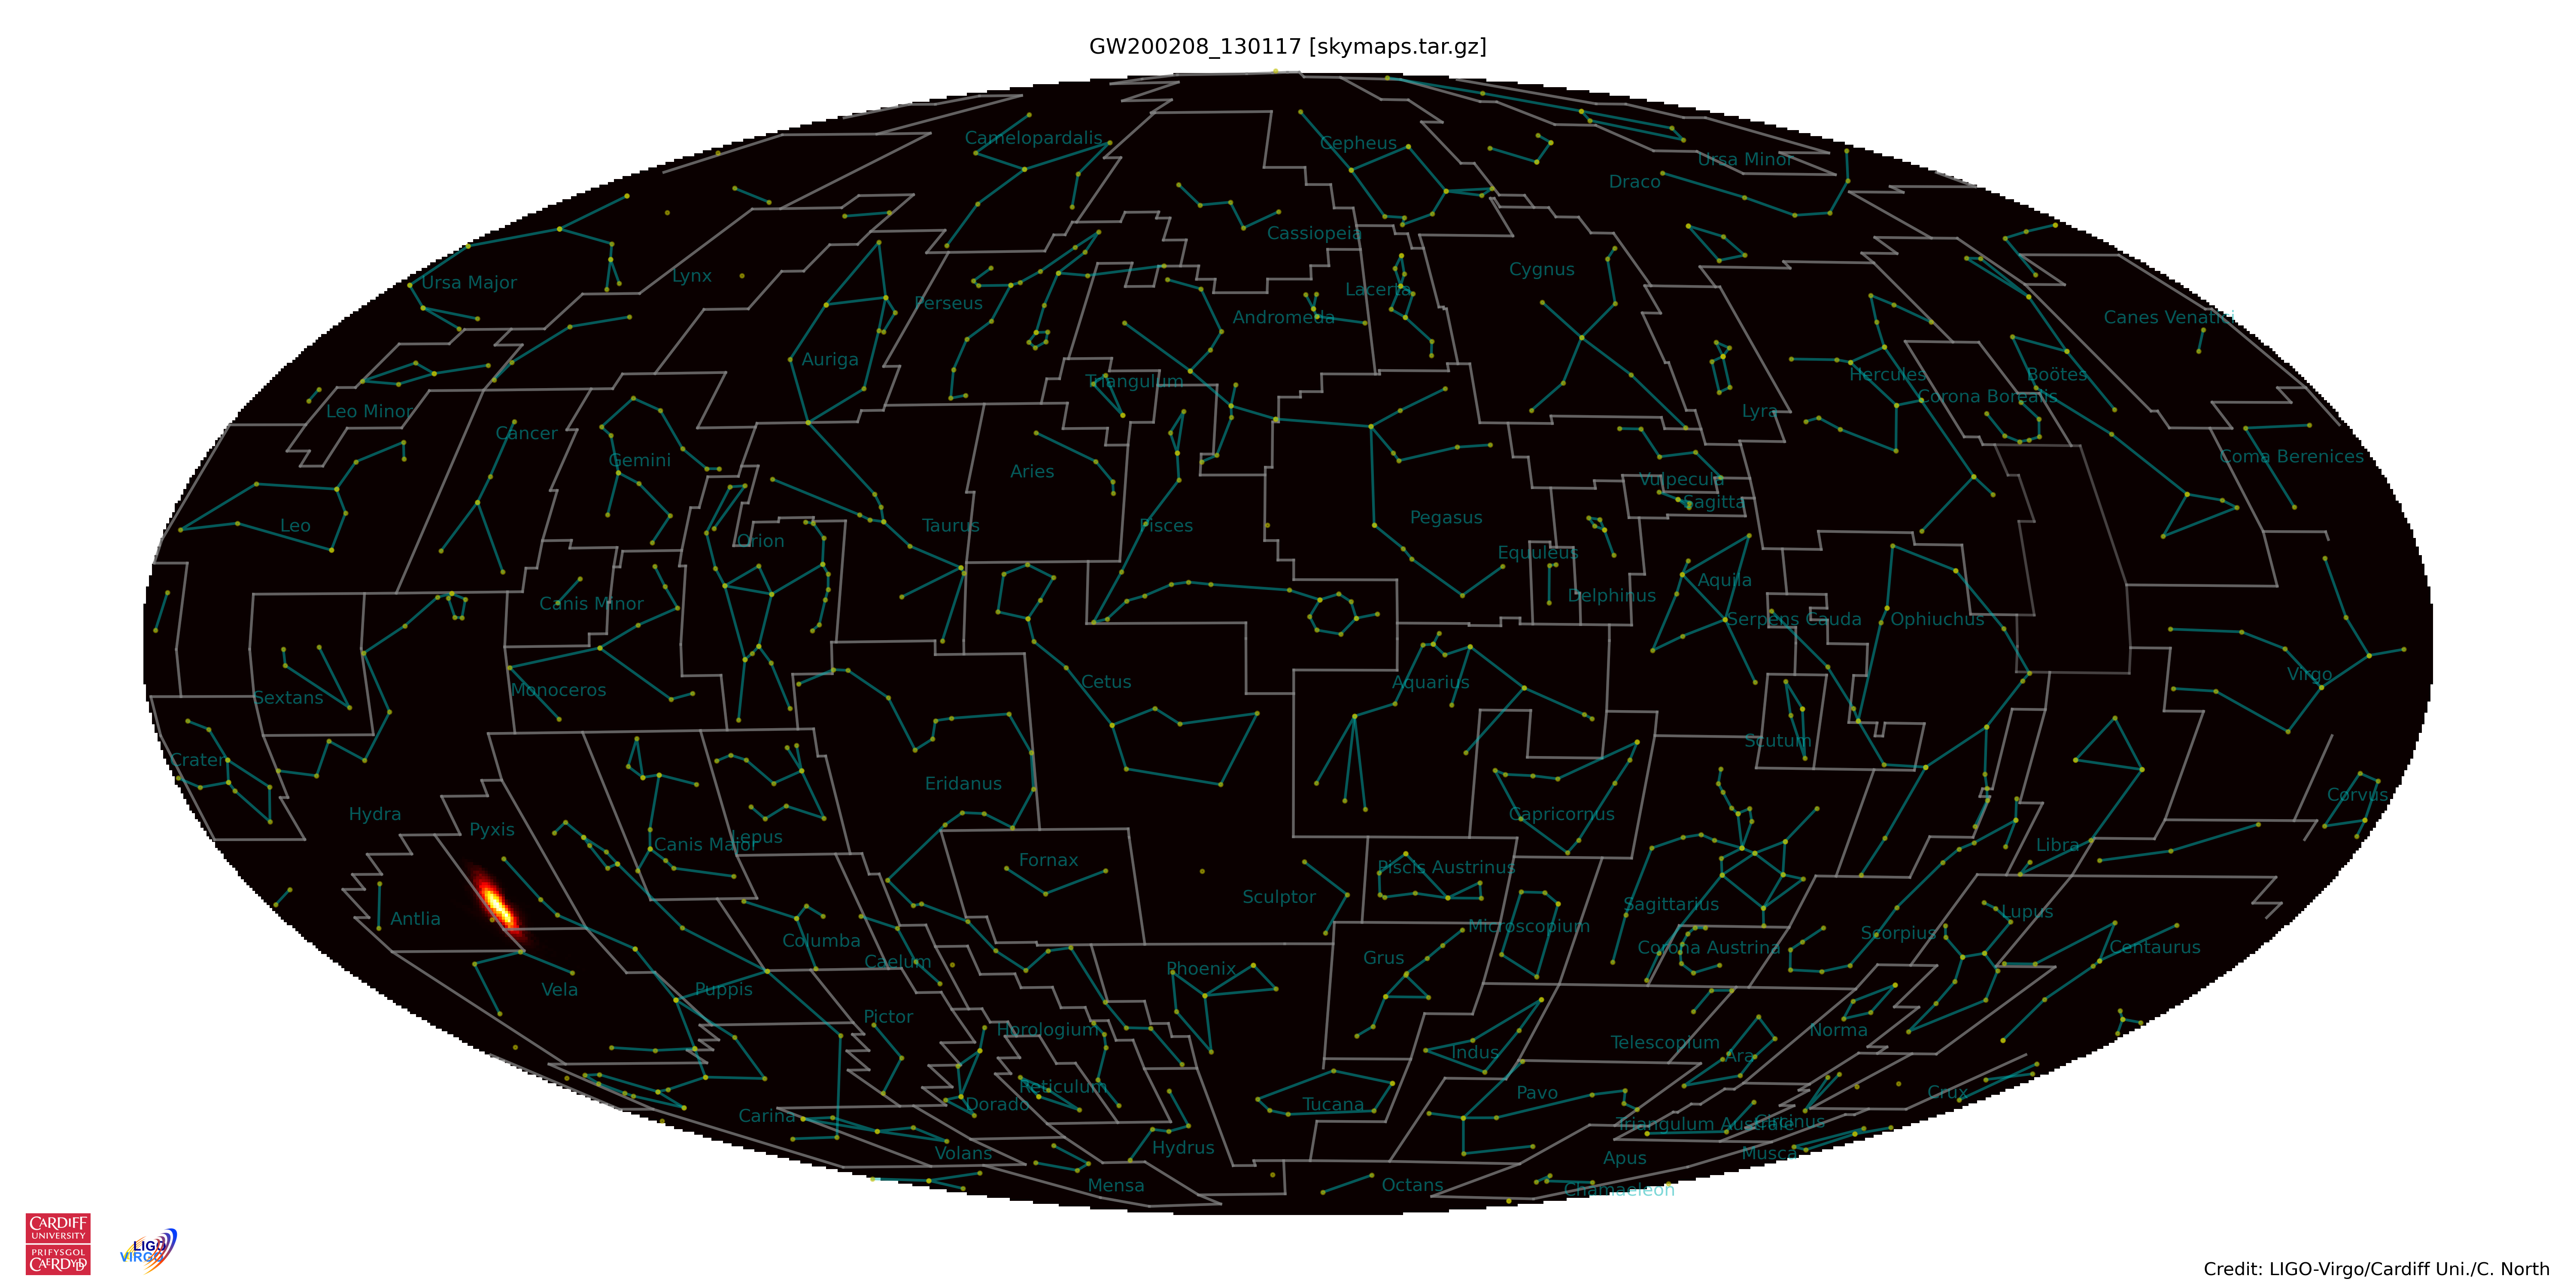 GW200208_130117 [skymaps.tar.gz]
Camelopardalis
Cepheus
Ursa Minor
Draco
Cassiopeia
Ursa Major
Lynx
Cygnus
Perseus
Lacerta
Andromeda
Canes Venatici
Auriga
Triangulum
Hercules
Boötes
Corona Borealis
Leo Minor
Lyra
Cancer
Gemini
Aries
Coma Berenices
Vulpecula
Sagitta
Leo
Orion
Taurus
Pisces
Pegasus
Equuleus
Aquila
Canis Minor
Delphinus
Serpens Cauda
Ophiuchus
Sextans
Monoceros
Cetus
Aquarius
Virgo
Crater
Scutum
Eridanus
Corvus
Hydra
Pyxis
Capricornus
Canis Major
Lepus
Libra
Fornax
Piscis Austrinus
Sculptor
Sagittarius
Antlia
Microscopium
Lupus
Columba
Scorpius
Corona Austrina
Centaurus
Caelum
Phoenix
Grus
Vela
Puppis
Pictor
Horologium
Indus
Telescopium
Ara
Norma
Reticulum
Dorado
Tucana
Pavo
Crux
Carina
Triangulum Australe
Circinus
Volans
Hydrus
Apus
Musca
Mensa
Octans
Chamaeleon
CARDIFF
UNIVERSITY
PRIFYSGOL
CAERDYDD
LIGO
VIRGO
Credit: LIGO-Virgo/Cardiff Uni./C. North